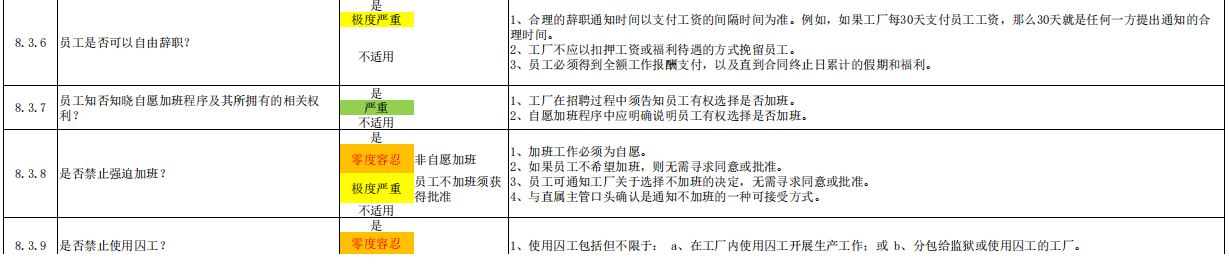 是
极度严重
不适用
8.3.6
员工是否可以自由辞职？
1、合理的辞职通知时间以支付工资的间隔时间为准。例如，如果工厂每30天支付员工工资，那么30天就是任何一方提出通知的合
理时间。
2、工厂不应以扣押工资或福利待遇的方式挽留员工。
3、员工必须得到全额工作报酬支付，以及直到合同终止日累计的假期和福利。
8.3.7
员工知否知晓自愿加班程序及其所拥有的相关权
利？
是
严重
不适用
1、工厂在招聘过程中须告知员工有权选择是否加班。
2、自愿加班程序中应明确说明员工有权选择是否加班。
8.3.8
是否禁止强迫加班？
是
零度容忍 非自愿加班
极度严重 员工不加班须获
得批准
不适用
1、加班工作必须为自愿。
2、如果员工不希望加班，则无需寻求同意或批准。
3、员工可通知工厂关于选择不加班的决定，无需寻求同意或批准。
4、与直属主管口头确认是通知不加班的一种可接受方式。
8.3.9
是否禁止使用囚工？
是
零度容忍
1、使用囚工包括但不限于： a、在工厂内使用囚工开展生产工作；或 b、分包给监狱或使用囚工的工厂。